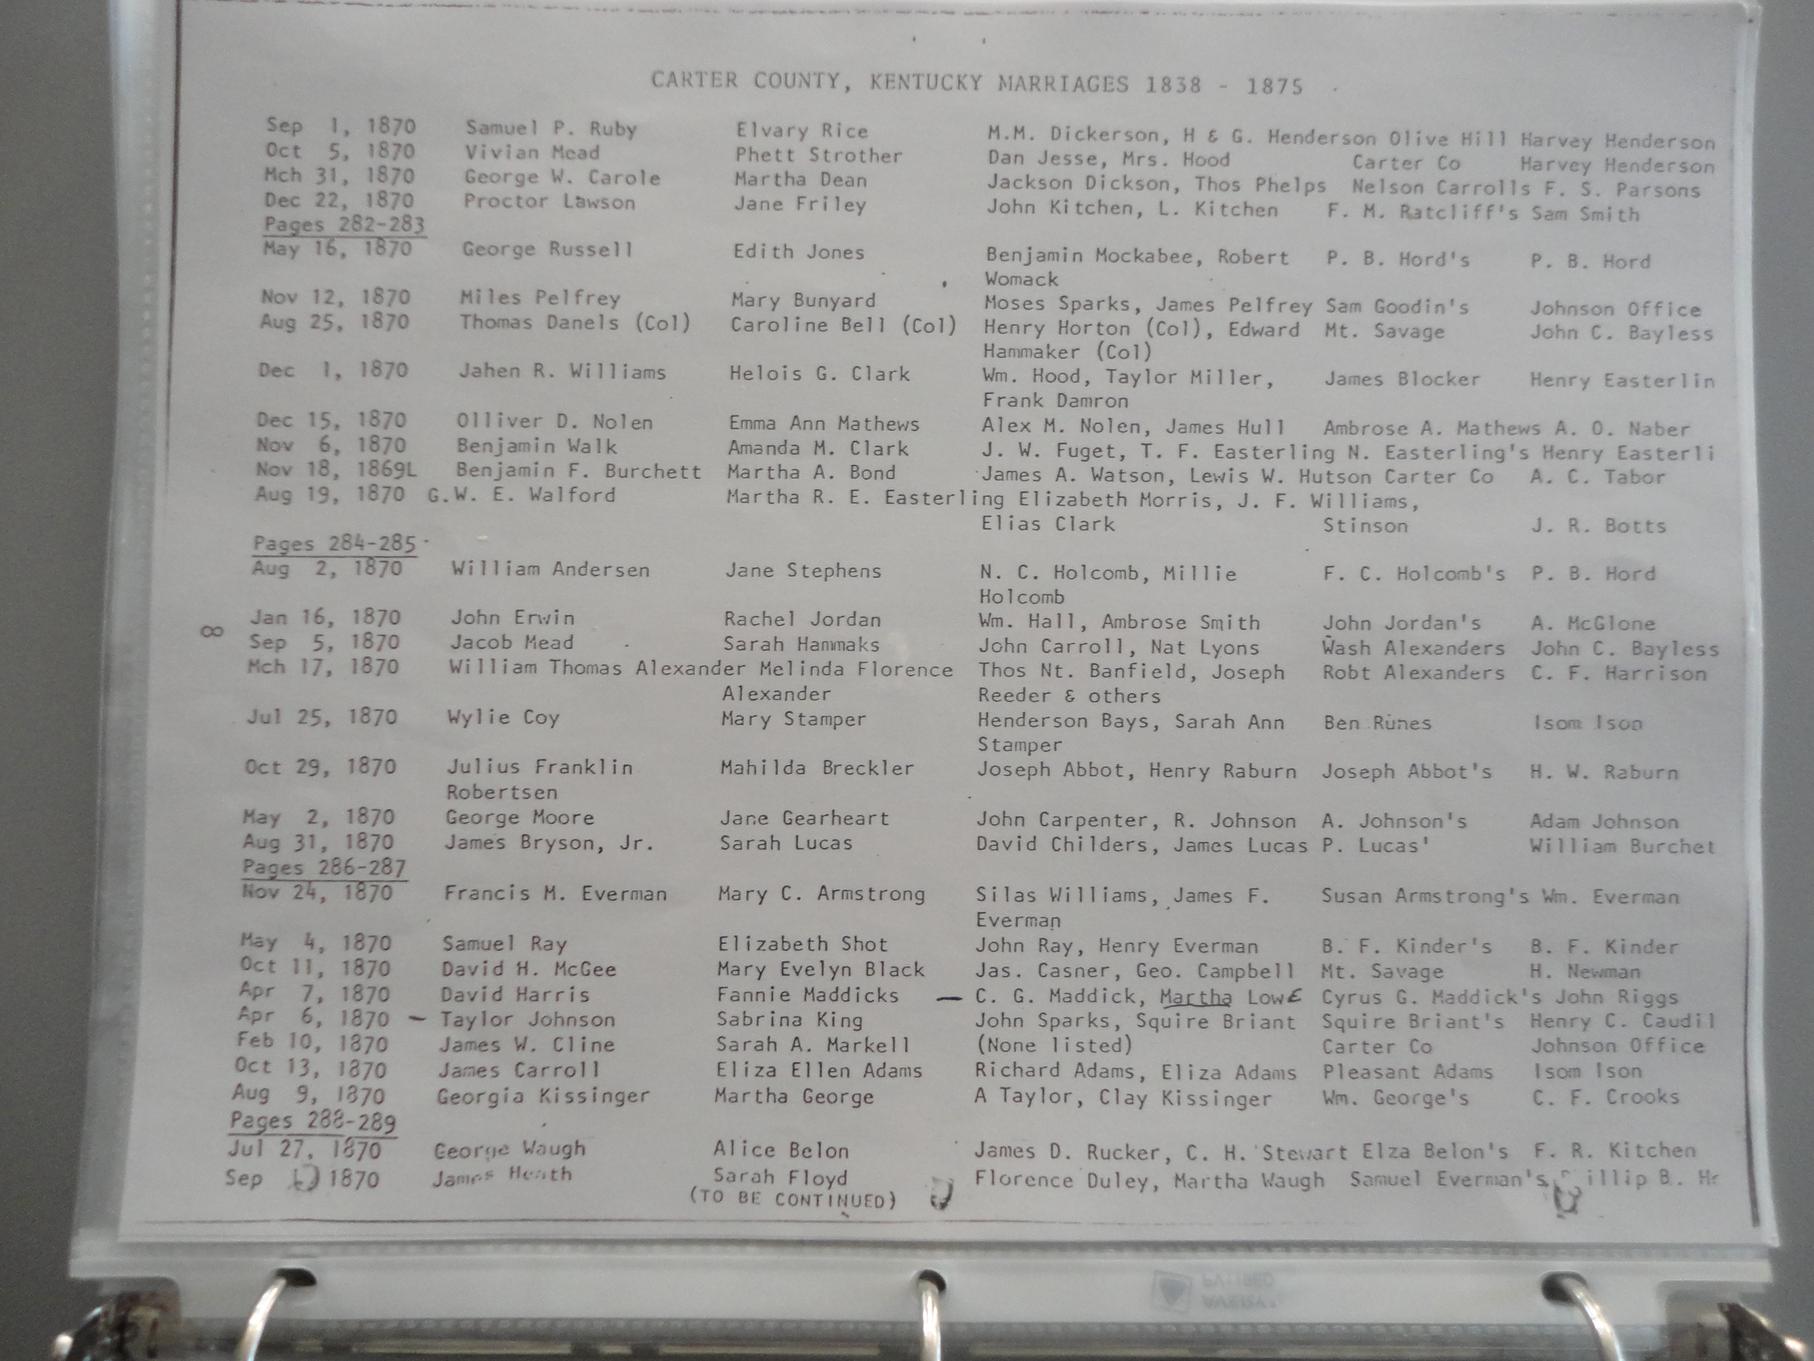 CARTER COUNTY, KENTUCKY MARRIAGES 1838 - 1875
Sep 1, 1870 Samuel P. Ruby Elvary Rice M.M. Dickerson, H & G. Henderson Olive Hill Harvey Henderson
Oct 5, 1870 Vivian Mead Phett Strother Dan Jesse, Mrs. Hood Carter Co Harvey Henderson
Mch 31, 1870 George W. Carole Martha Dean Jackson Dickson, Thos Phelps Nelson Carrolls F. S. Parsons
Dec 22, 1870 Proctor Lawson Jane Friley John Kitchen, L. Kitchen F. M. Ratcliff's Sam Smith
Pages 282-283
May 16, 1870 George Russell Edith Jones Benjamin Mockabee, Robert P. B. Hord's P. B. Hord
Womack
Nov 12, 1870 Miles Pelfrey Mary Bunyard Moses Sparks, James Pelfrey Sam Goodin's Johnson Office
Aug 25, 1870 Thomas Danels (Col) Caroline Bell (Col) Henry Horton (Col), Edward Mt. Savage John C. Bayless
Hammaker (Col)
Dec 1, 1870 Jahen R. Williams Helois G. Clark Wm. Hood, Taylor Miller, James Blocker Henry Easterlin
Frank Damron
Dec 15, 1870 Olliver D. Nolen Emma Ann Mathews Alex M. Nolen, James Hull Ambrose A. Mathews A. O. Naber
Nov 6, 1870 Benjamin Walk Amanda M. Clark J. W. Fuget, T. F. Easterling N. Easterling's Henry Easterli
Nov 18, 1869L Benjamin F. Burchett Martha A. Bond James A. Watson, Lewis W. Hutson Carter Co A. C. Tabor
Aug 19, 1870 G.W. E. Walford Martha R. E. Easterling Elizabeth Morris, J. F. Williams,
Elias Clark Stinson J. R. Botts
Pages 284-285
Aug 2, 1870 William Andersen Jane Stephens N. C. Holcomb, Millie F. C. Holcomb's P. B. Hord
Holcomb
Jan 16, 1870 John Erwin Rachel Jordan Wm. Hall, Ambrose Smith John Jordan's A. McGlone
∞ Sep 5, 1870 Jacob Mead Sarah Hammaks John Carroll, Nat Lyons Wash Alexanders John C. Bayless
Mch 17, 1870 William Thomas Alexander Melinda Florence Thos Nt. Banfield, Joseph Robt Alexanders C. F. Harrison
Alexander Reeder & others
Jul 25, 1870 Wylie Coy Mary Stamper Henderson Bays, Sarah Ann Ben Runes Isom Ison
Stamper
Oct 29, 1870 Julius Franklin Mahilda Breckler Joseph Abbot, Henry Raburn Joseph Abbot's H. W. Raburn
Robertsen
May 2, 1870 George Moore Jane Gearheart John Carpenter, R. Johnson A. Johnson's Adam Johnson
Aug 31, 1870 James Bryson, Jr. Sarah Lucas David Childers, James Lucas P. Lucas' William Burchet
Pages 286-287
Nov 24, 1870 Francis M. Everman Mary C. Armstrong Silas Williams, James F. Susan Armstrong's Wm. Everman
Everman
May 4, 1870 Samuel Ray Elizabeth Shot John Ray, Henry Everman B. F. Kinder's B. F. Kinder
Oct 11, 1870 David H. McGee Mary Evelyn Black Jas. Casner, Geo. Campbell Mt. Savage H. Newman
Apr 7, 1870 David Harris Fannie Maddicks — C. G. Maddick, Martha LowE Cyrus G. Maddick's John Riggs
Apr 6, 1870 - Taylor Johnson Sabrina King John Sparks, Squire Briant Squire Briant's Henry C. Caudil
Feb 10, 1870 James W. Cline Sarah A. Markell (None listed) Carter Co Johnson Office
Oct 13, 1870 James Carroll Eliza Ellen Adams Richard Adams, Eliza Adams Pleasant Adams Isom Ison
Aug 9, 1870 Georgia Kissinger Martha George A Taylor, Clay Kissinger Wm. George's C. F. Crooks
Pages 288-289
Jul 27, 1870 George Waugh Alice Belon James D. Rucker, C. H. Stewart Elza Belon's F. R. Kitchen
Sep 1870 James Heath Sarah Floyd Florence Duley, Martha Waugh Samuel Everman's illip B.
(TO BE CONTINUED)